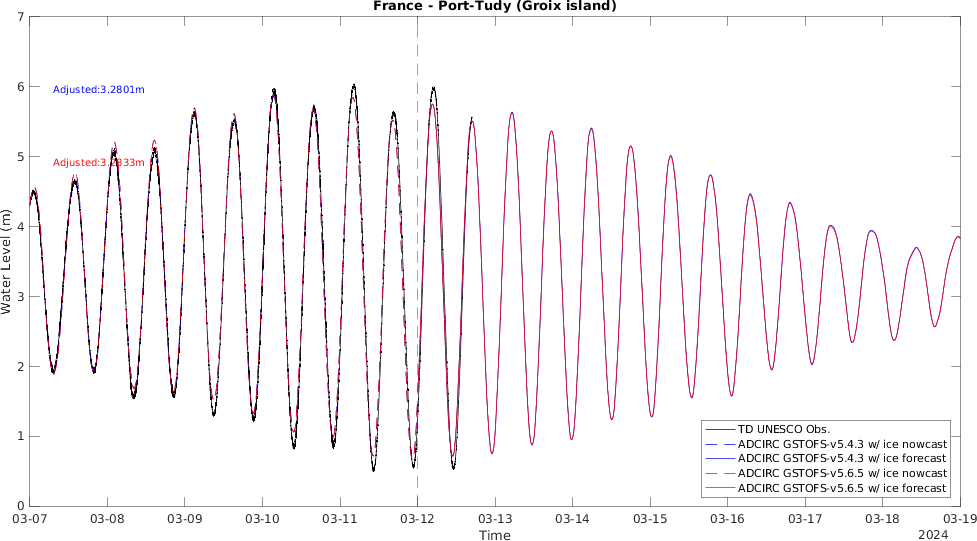 France - Port-Tudy (Groix island)
7
6
5
4
3
2
1
0
Water Level (m)
Adjusted:3.2801m
Adjusted:3.2833m
TD UNESCO Obs.
ADCIRC GSTOFS-v5.4.3 w/ ice nowcast
ADCIRC GSTOFS-v5.4.3 w/ ice forecast
ADCIRC GSTOFS-v5.6.5 w/ ice nowcast
ADCIRC GSTOFS-v5.6.5 w/ ice forecast
03-07 03-08 03-09 03-10 03-11 03-12 03-13 03-14 03-15 03-16 03-17 03-18 03-19
Time
2024